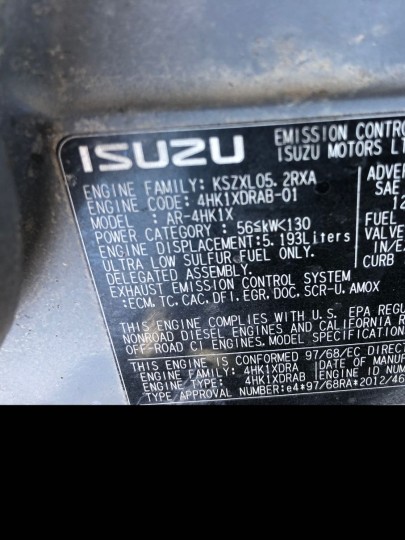 ISUZU
EMISSION CONTRO
ISUZU MOTORS LT
ENGINE FAMILY: KSZXL05.2RXA
ENGINE CODE: 4HK1XDRAB-01
MODEL : AR-4HK1X
POWER CATEGORY : 56≤kW<130
ENGINE DISPLACEMENT:5.193Liters
ULTRA LOW SULFUR FUEL ONLY.
DELEGATED ASSEMBLY.
EXHAUST EMISSION CONTROL SYSTEM
:ECM, TC, CAC, DFI, EGR, DOC, SCR-U, AMOX
ADVER
SAE
12
FUEL
VALV
IN/E
CURB
THIS ENGINE COMPLIES WITH U.S. EPA REGU
NONROAD DIESEL ENGINES AND CALIFORNIA R
OFF-ROAD CI ENGINES. MODEL SPECIFICATION
THIS ENGINE IS CONFORMED 97/68/EC DIRECT
ENGINE FAMILY: 4HK1XDRA DATE OF MANUF
ENGINE TYPE: 4HK1XDRAB ENGINE ID NUM
TYPE APPROVAL NUMBER:e4*97/68RA*2012/46